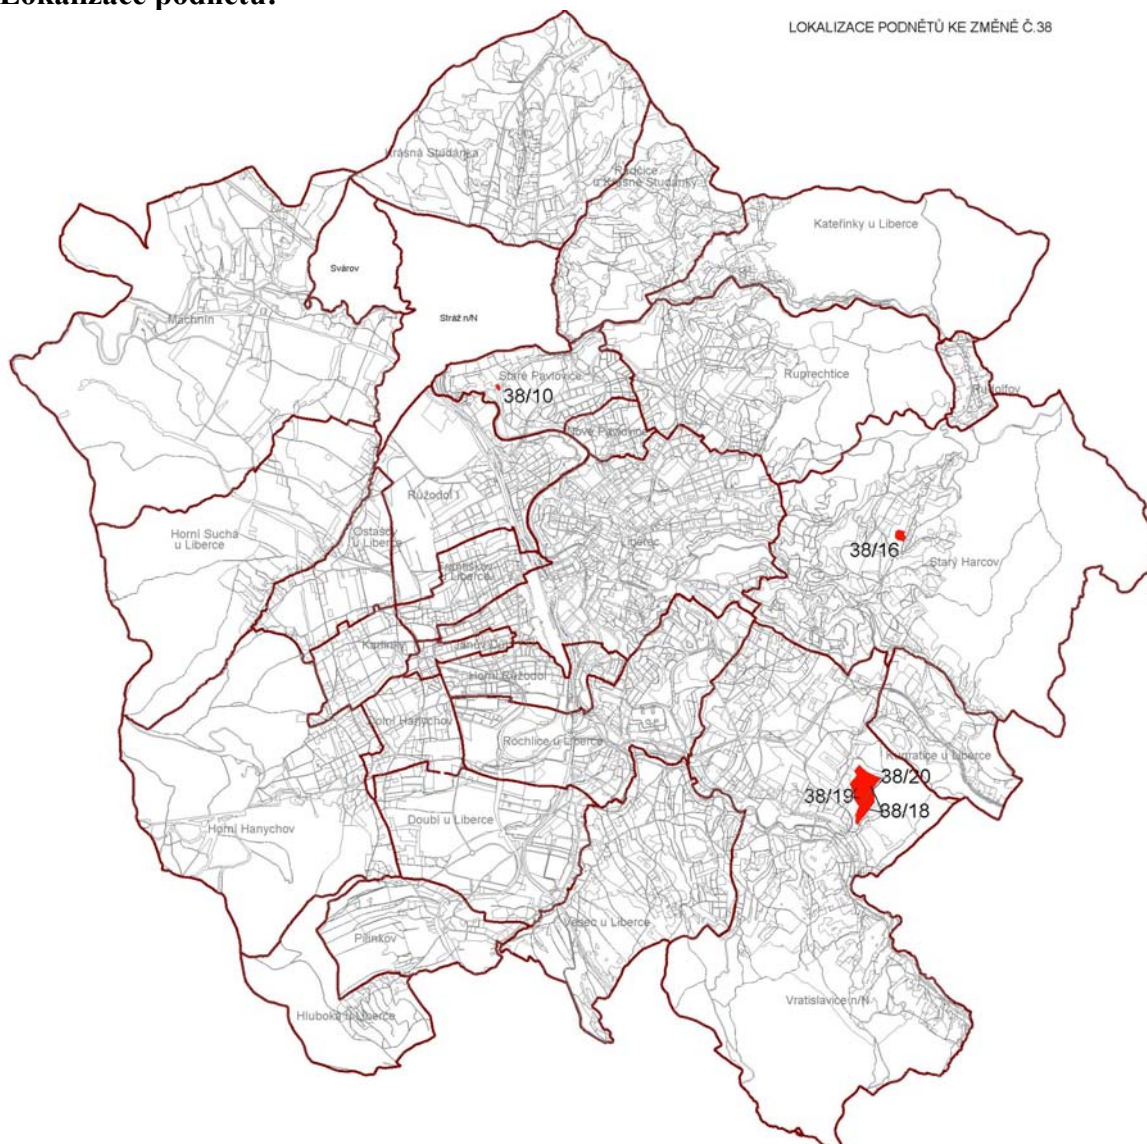 Lokalizace podnětů:
LOKALIZACE PODNĚTŮ KE ZMĚNĚ Č.38
Krásná Studánka
Radčice
u Krásné Studánky
Kateřinky u Liberce
Svárov
Stráž n/N
Machnín
Staré Pavlovice
38/10
Ruprechtice
Rudolfov
Nové Pavlovice
Růžodol I
Horní Suchá
u Liberce
Ostašov
u Liberce
Liberec
38/16
Starý Harcov
Františkov
u Liberce
Karlinky
Janův Důl
Horní Růžodol
Dolní Hanychov
Rochlice u Liberce
Kunratice u Liberce
38/20
38/19
38/18
Horní Hanychov
Doubí u Liberce
Vesec u Liberce
Pilínkov
Vratislavice n/N
Hluboká u Liberce